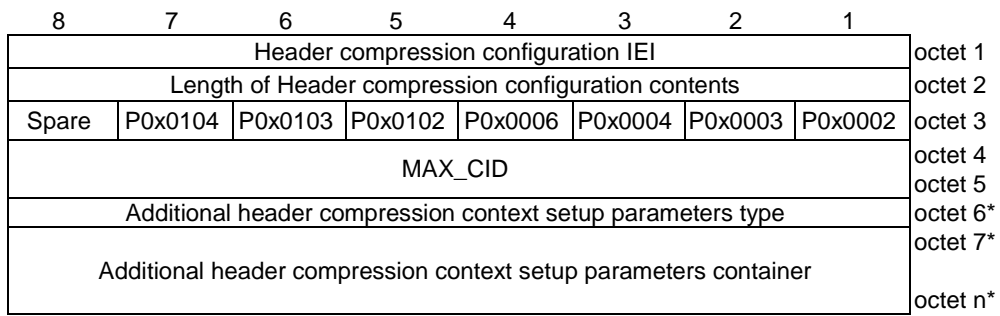 8 7 6 5 4 3 2 1
Header compression configuration IEI octet 1
Length of Header compression configuration contents octet 2
Spare P0x0104 P0x0103 P0x0102 P0x0006 P0x0004 P0x0003 P0x0002 octet 3
MAX_CID octet 4
octet 5
Additional header compression context setup parameters type octet 6*
octet 7*
Additional header compression context setup parameters container
octet n*